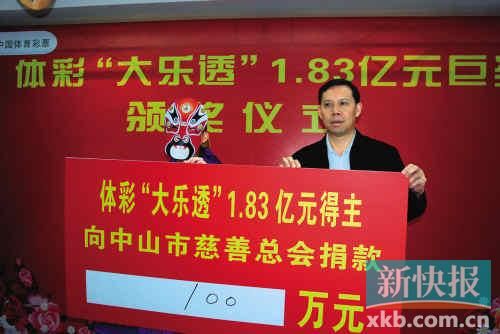 中国体育彩票
体彩“大乐透”1.83亿元巨
颁奖仪式
体彩“大乐透”1.83亿元得主
向中山市慈善总会捐款
100 万元
新快报
xkb.com.cn